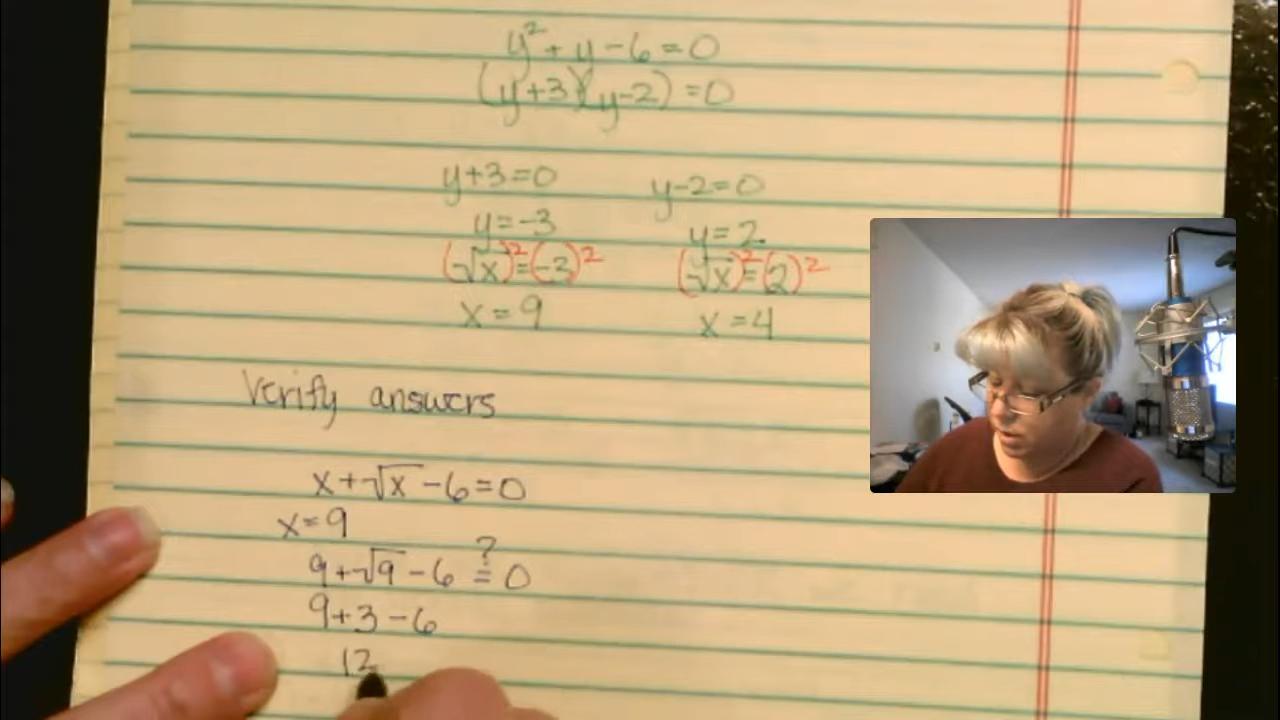 y² + y - 6 = 0
(y+3)(y-2) = 0
y+3=0 y-2=0
y=-3 y=2
(√x)²=(-3)² (√x)²=(2)²
x=9 x=4
Verify answers
x+√x-6=0
x=9
9+√9-6 ?= 0
9+3-6
12